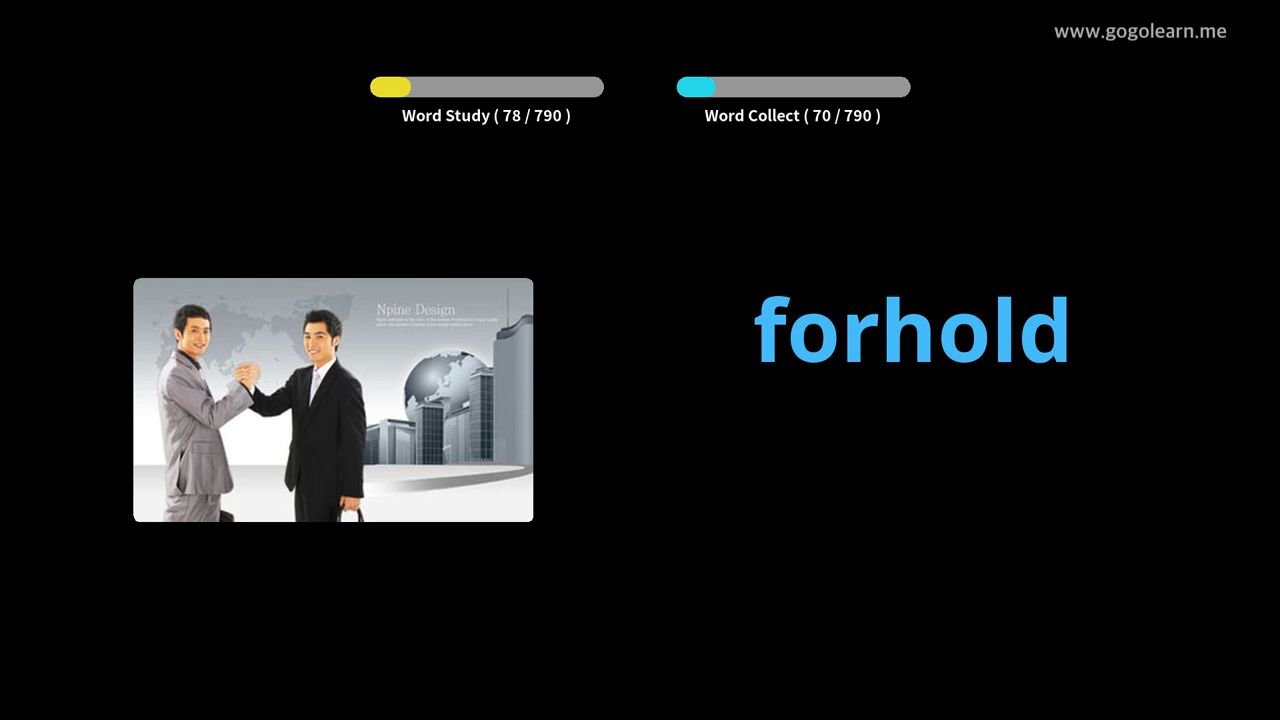 www.gogolearn.me
Word Study ( 78 / 790 )
Word Collect ( 70 / 790 )
Npine Design
forhold